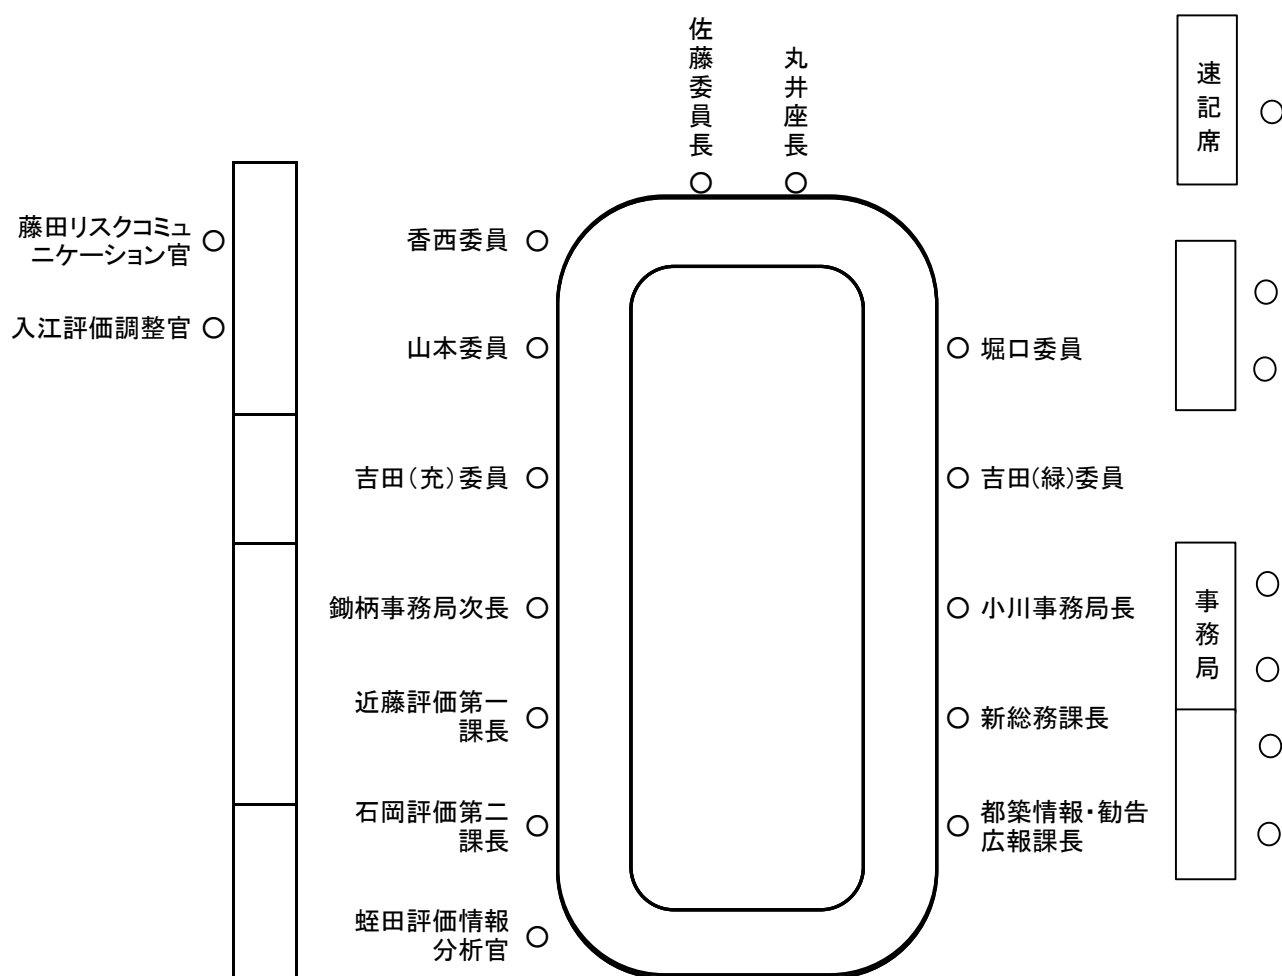 佐藤委員長
丸井座長
速記席
藤田リスクコミュ
ニケーション官
入江評価調整官
香西委員
山本委員
吉田（充）委員
鋤柄事務局次長
近藤評価第一
課長
石岡評価第二
課長
蛭田評価情報
分析官
堀口委員
吉田(緑)委員
小川事務局長
新総務課長
都築情報・勧告
広報課長
事務局